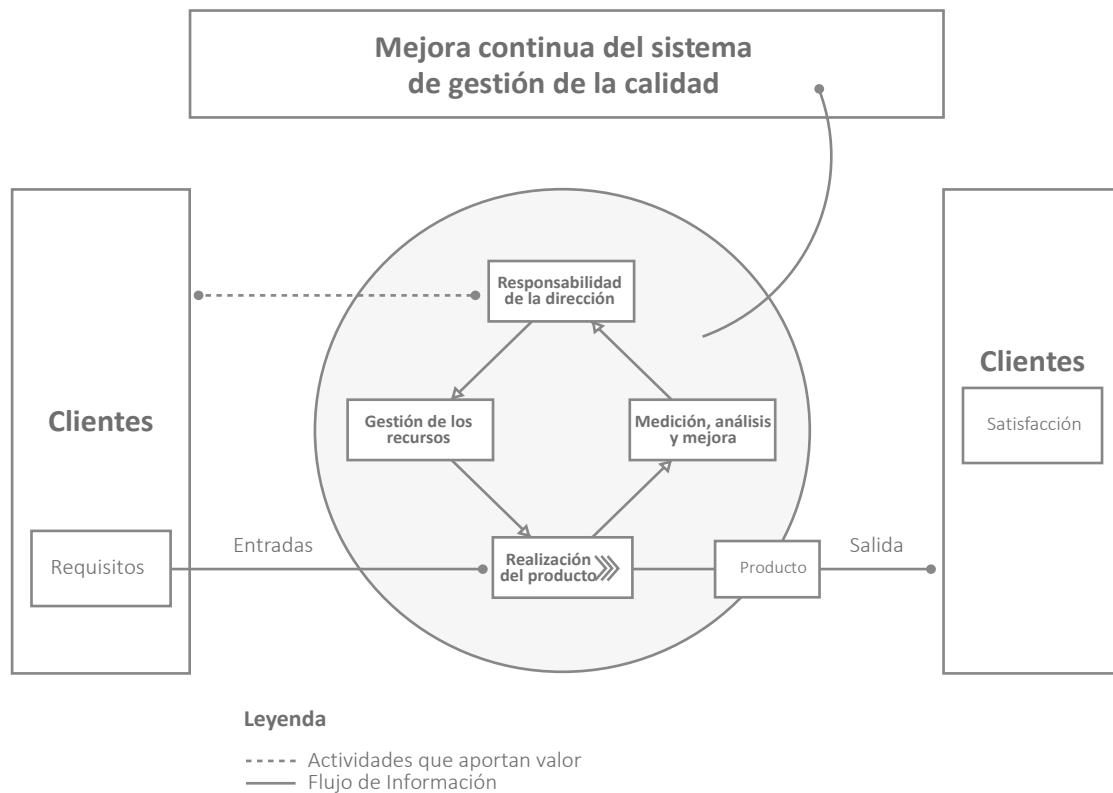 Mejora continua del sistema
de gestión de la calidad
Responsabilidad
de la dirección
Clientes
Gestión de los
recursos
Medición, análisis
y mejora
Clientes
Satisfacción
Requisitos
Entradas
Realización
del producto
Producto
Salida
Leyenda
Actividades que aportan valor
Flujo de Información